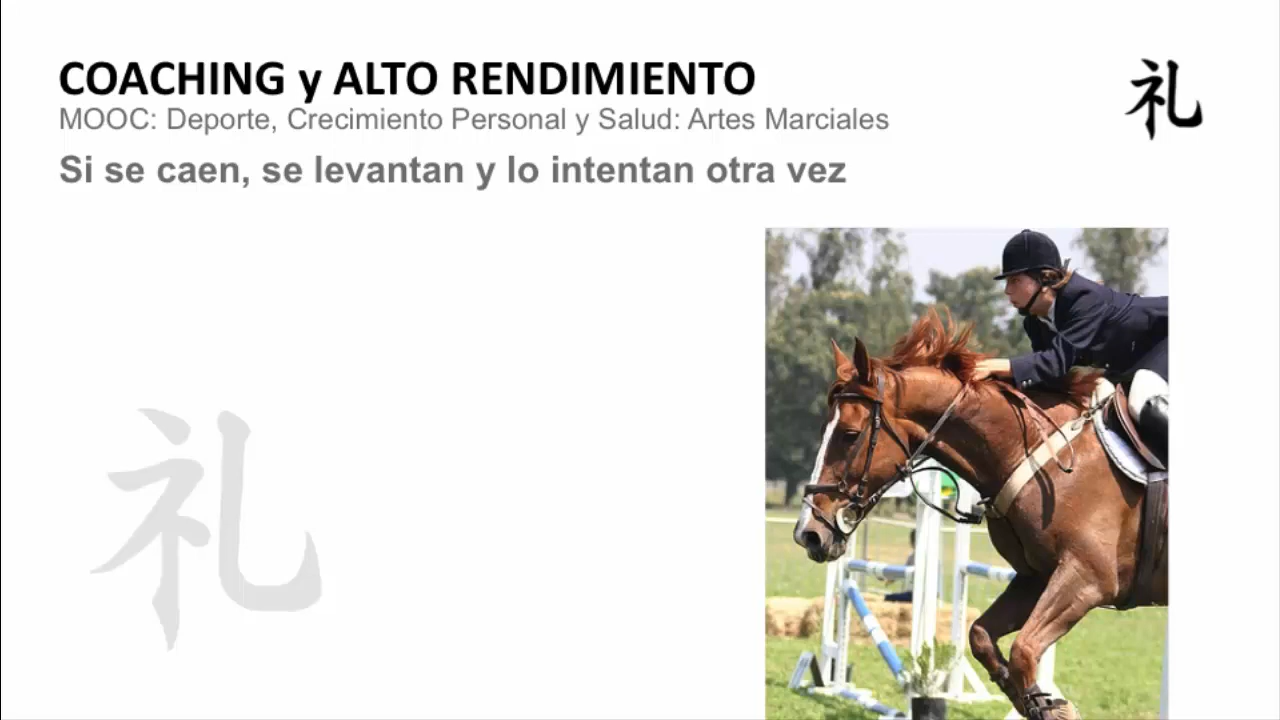 COACHING y ALTO RENDIMIENTO
礼
MOOC: Deporte, Crecimiento Personal y Salud: Artes Marciales
Si se caen, se levantan y lo intentan otra vez
礼